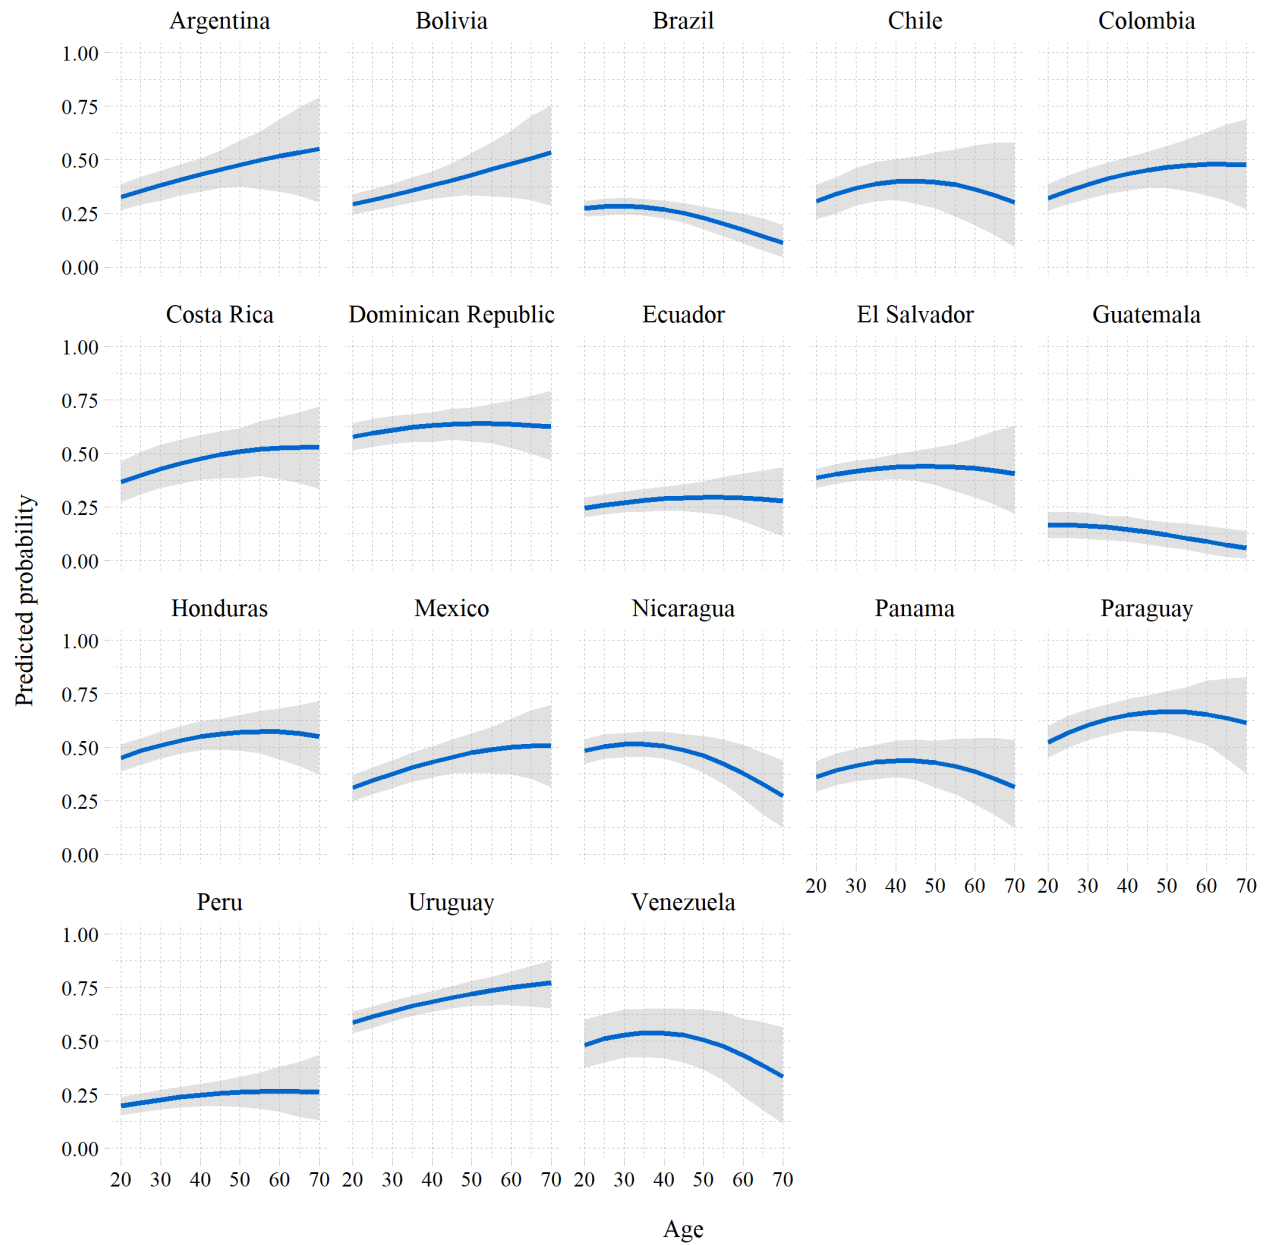 Argentina Bolivia Brazil Chile Colombia
1.00
0.75
0.50
0.25
0.00
Costa Rica Dominican Republic Ecuador El Salvador Guatemala
1.00
0.75
0.50
0.25
0.00
Predicted probability
Honduras Mexico Nicaragua Panama Paraguay
1.00
0.75
0.50
0.25
0.00
20 30 40 50 60 70 20 30 40 50 60 70
Peru Uruguay Venezuela
1.00
0.75
0.50
0.25
0.00
20 30 40 50 60 70 20 30 40 50 60 70 20 30 40 50 60 70
Age